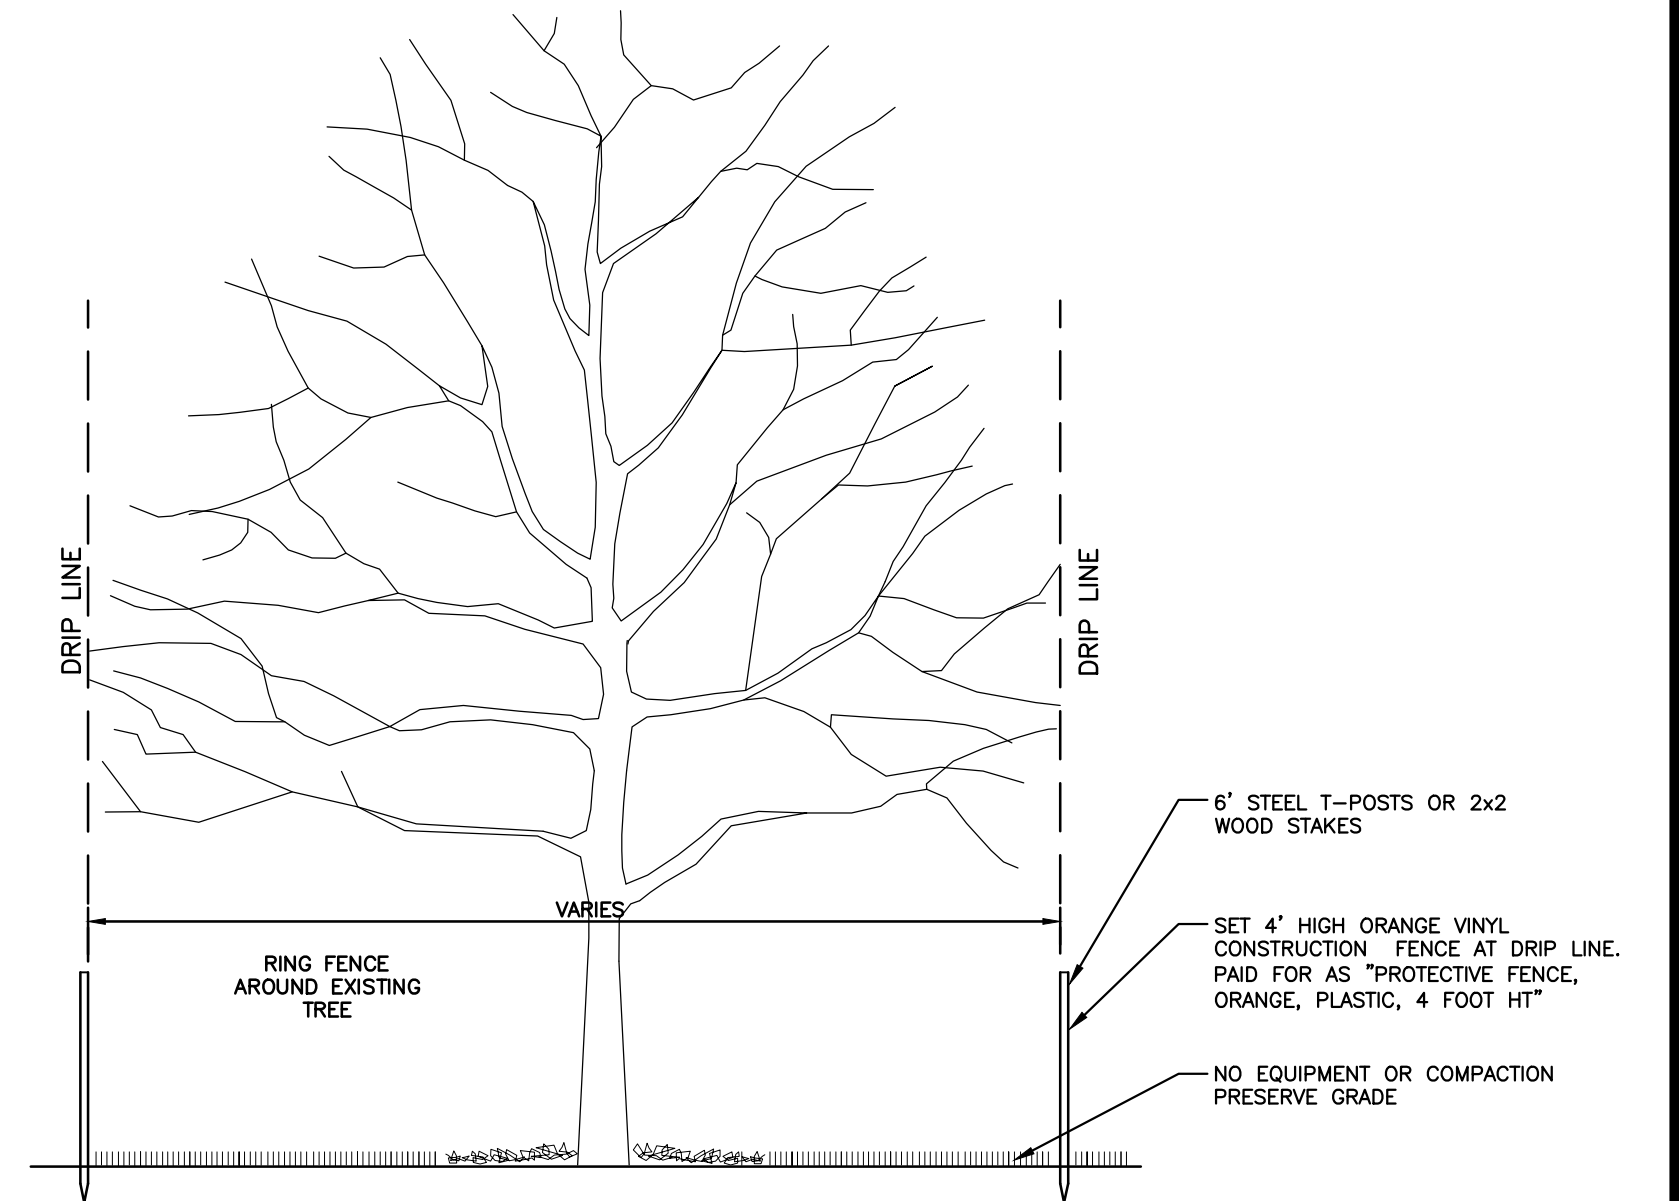 DRIP LINE
DRIP LINE
6' STEEL T-POSTS OR 2x2
WOOD STAKES
VARIES
SET 4' HIGH ORANGE VINYL
CONSTRUCTION FENCE AT DRIP LINE.
PAID FOR AS "PROTECTIVE FENCE,
ORANGE, PLASTIC, 4 FOOT HT"
RING FENCE
AROUND EXISTING
TREE
NO EQUIPMENT OR COMPACTION
PRESERVE GRADE